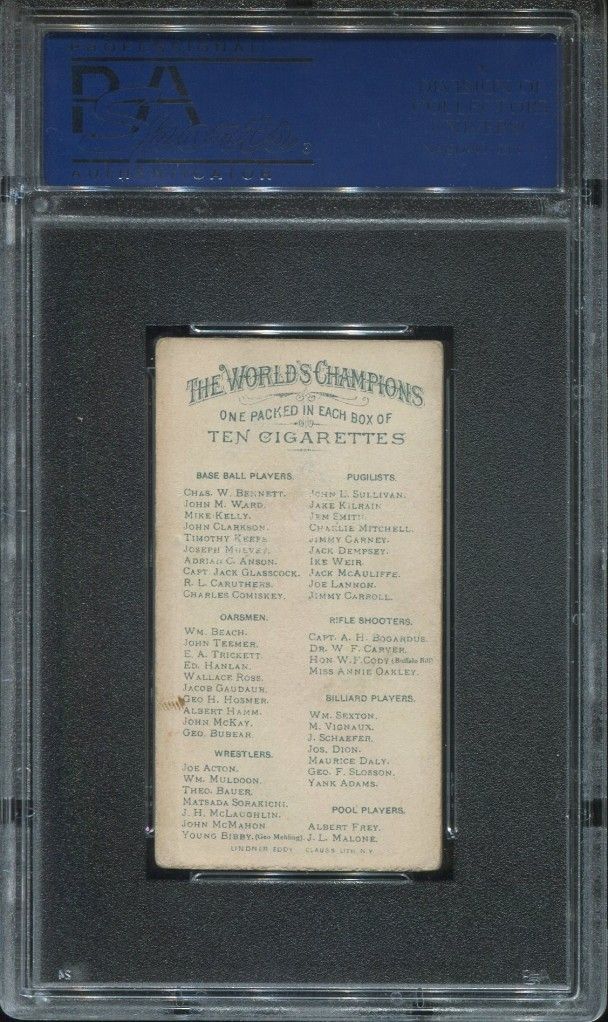 PROFESSIONAL
PSA
AUTHENTICATOR
A
DIVISION OF
COLLECTORS
THE WORLD'S CHAMPIONS
ONE PACKED IN EACH BOX OF
TEN CIGARETTES
BASE BALL PLAYERS.
CHAS. W. BENNETT.
JOHN M. WARD.
MIKE KELLY.
JOHN CLARKSON.
TIMOTHY KEEFE
JOSEPH MULVEY.
ADRIAN C. ANSON.
CAPT. JACK GLASSCOCK.
R. L. CARUTHERS.
CHARLES COMISKEY.
OARSMEN.
WM. BEACH.
JOHN TEEMER.
E. A. TRICKETT.
ED. HANLAN.
WALLACE ROSS.
JACOB GAUDAUR.
GEO H. HOSMER.
ALBERT HAMM.
JOHN MCKAY.
GEO. BUBEAR.
WRESTLERS.
JOE ACTON.
WM. MULDOON.
THEO. BAUER.
MATSADA SORAKICHI.
J. H. MCLAUGHLIN.
JOHN MCMAHON.
YOUNG BIBBY. (Geo Mehling).
PUGILISTS.
JOHN L. SULLIVAN.
JAKE KILRAIN
JEM SMITH.
CHARLIE MITCHELL.
JIMMY CARNEY.
JACK DEMPSEY.
IKE WEIR.
JACK MCAULIFFE.
JOE LANNON.
JIMMY CARROLL.
RIFLE SHOOTERS.
CAPT. A. H. BOGARDUS.
DR. W. F. CARVER.
HON W. F. CODY (Buffalo Bill)
MISS ANNIE OAKLEY.
BILLIARD PLAYERS.
WM. SEXTON.
M. VIGNAUX.
J. SCHAEFER.
JOS. DION.
MAURICE DALY.
GEO. F. SLOSSON.
YANK ADAMS.
POOL PLAYERS.
ALBERT FREY.
J. L. MALONE.
LINDNER EDDY CLAUSS LITH. N.Y.